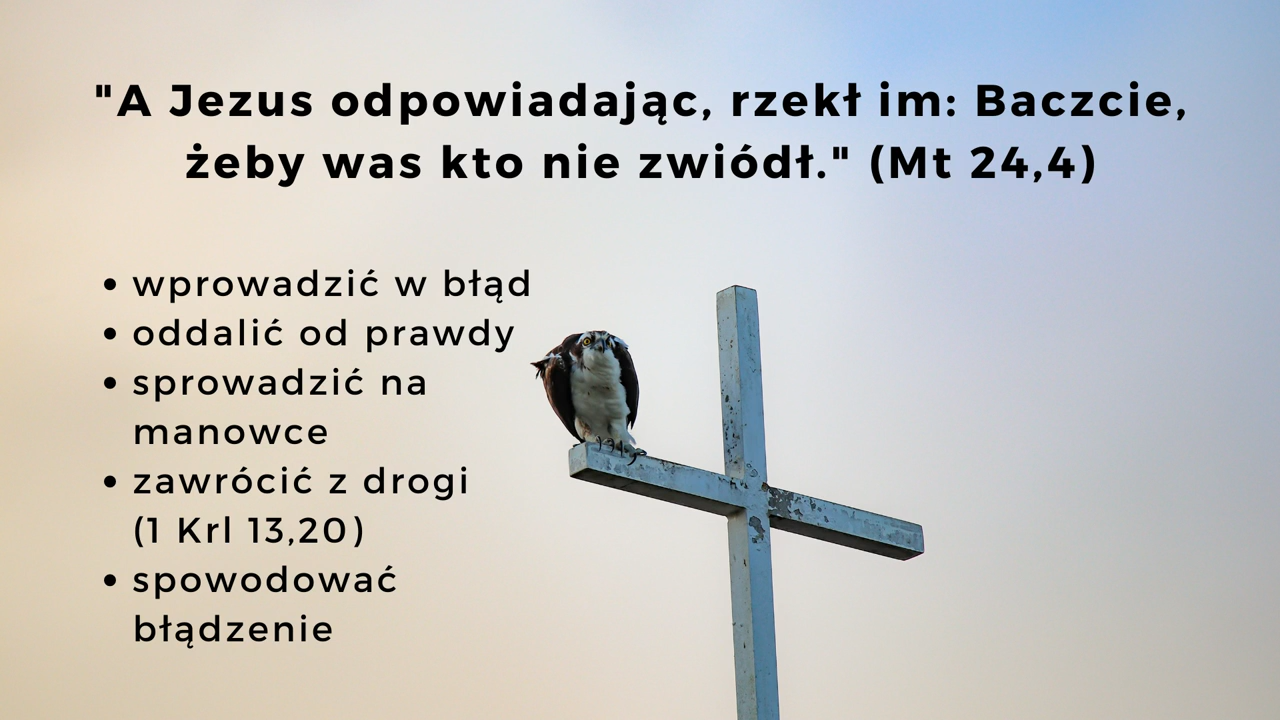 "A Jezus odpowiadając, rzekł im: Baczcie,
żeby was kto nie zwiódł." (Mt 24,4)
• wprowadzić w błąd
• oddalić od prawdy
• sprowadzić na
manowce
• zawrócić z drogi
(1 Krl 13,20)
• spowodować
błądzenie